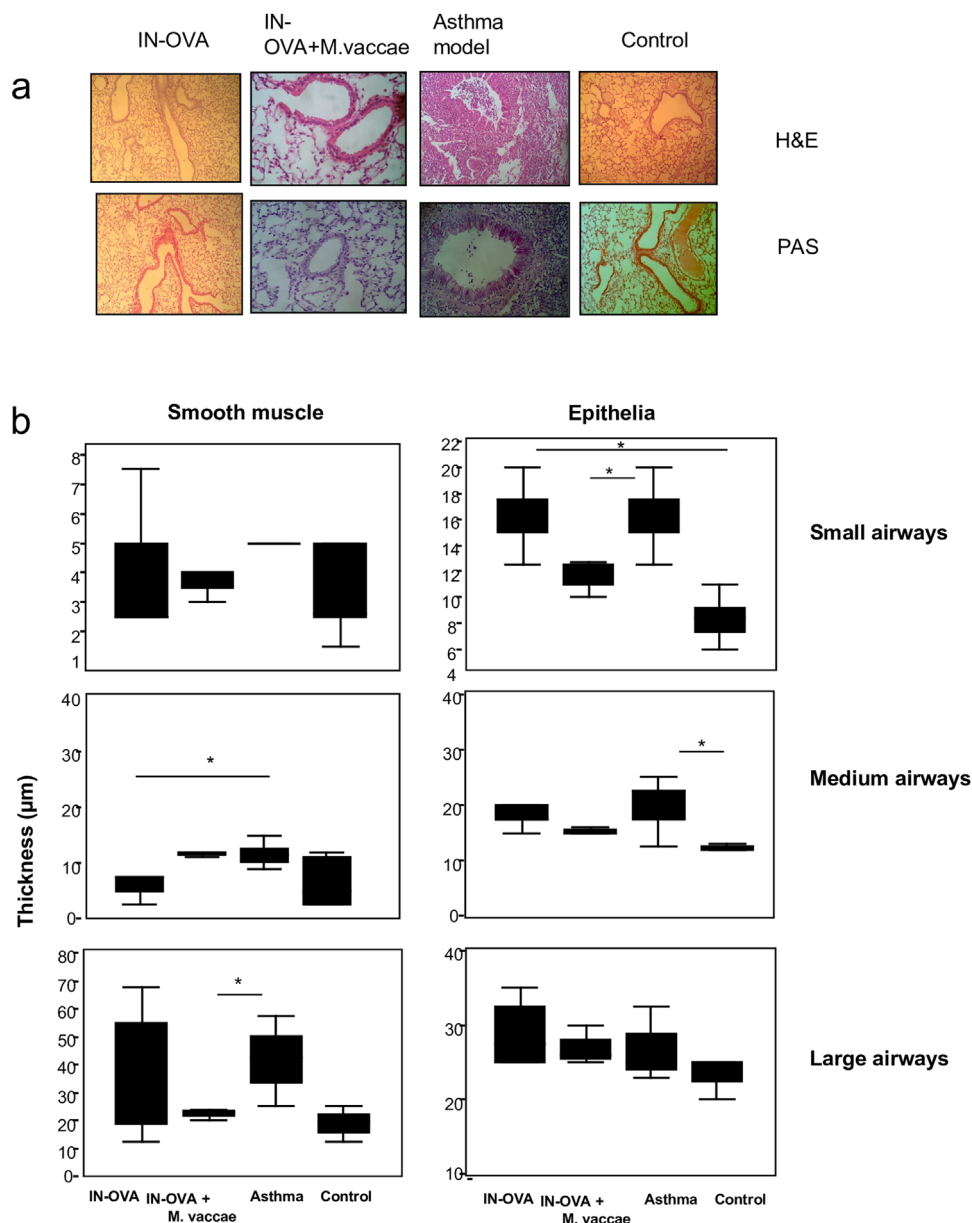 IN-OVA
IN-
OVA+M.vaccae
Asthma
model
Control
a
H&E
PAS
b
Smooth muscle
Epithelia
8
7
6
5
4
3
2
1
*
*
22
20
18
16
14
12
10
8
6
4
Small airways
Thickness (µm)
40
30
20
10
0
*
40
30
20
10
0
*
Medium airways
80
70
60
50
40
30
20
10
0
*
40
30
20
10
Large airways
IN-OVA
IN-OVA +
M. vaccae
Asthma
Control
IN-OVA
IN-OVA +
M. vaccae
Asthma
Control